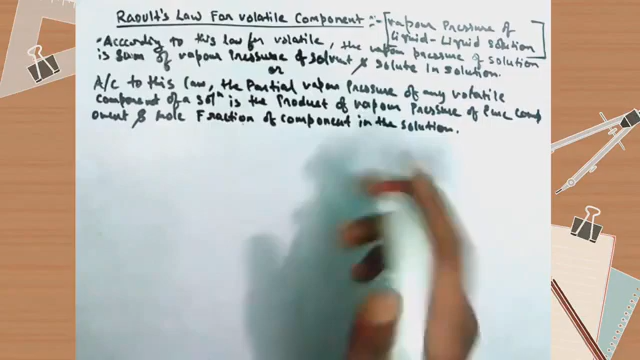 Raoult's Law For volatile Component :- [vapour Pressure of
liquid-liquid solution]
- According to this law for volatile, the vapour pressure of solution
is sum of vapour Pressure of solvent & solute in solution.
or
A/C to this law, the Partial vapour Pressure of any volatile
component of a solⁿ is the Product of vapour Pressure of Pure Comp
onent & mole Fraction of component in the solution.